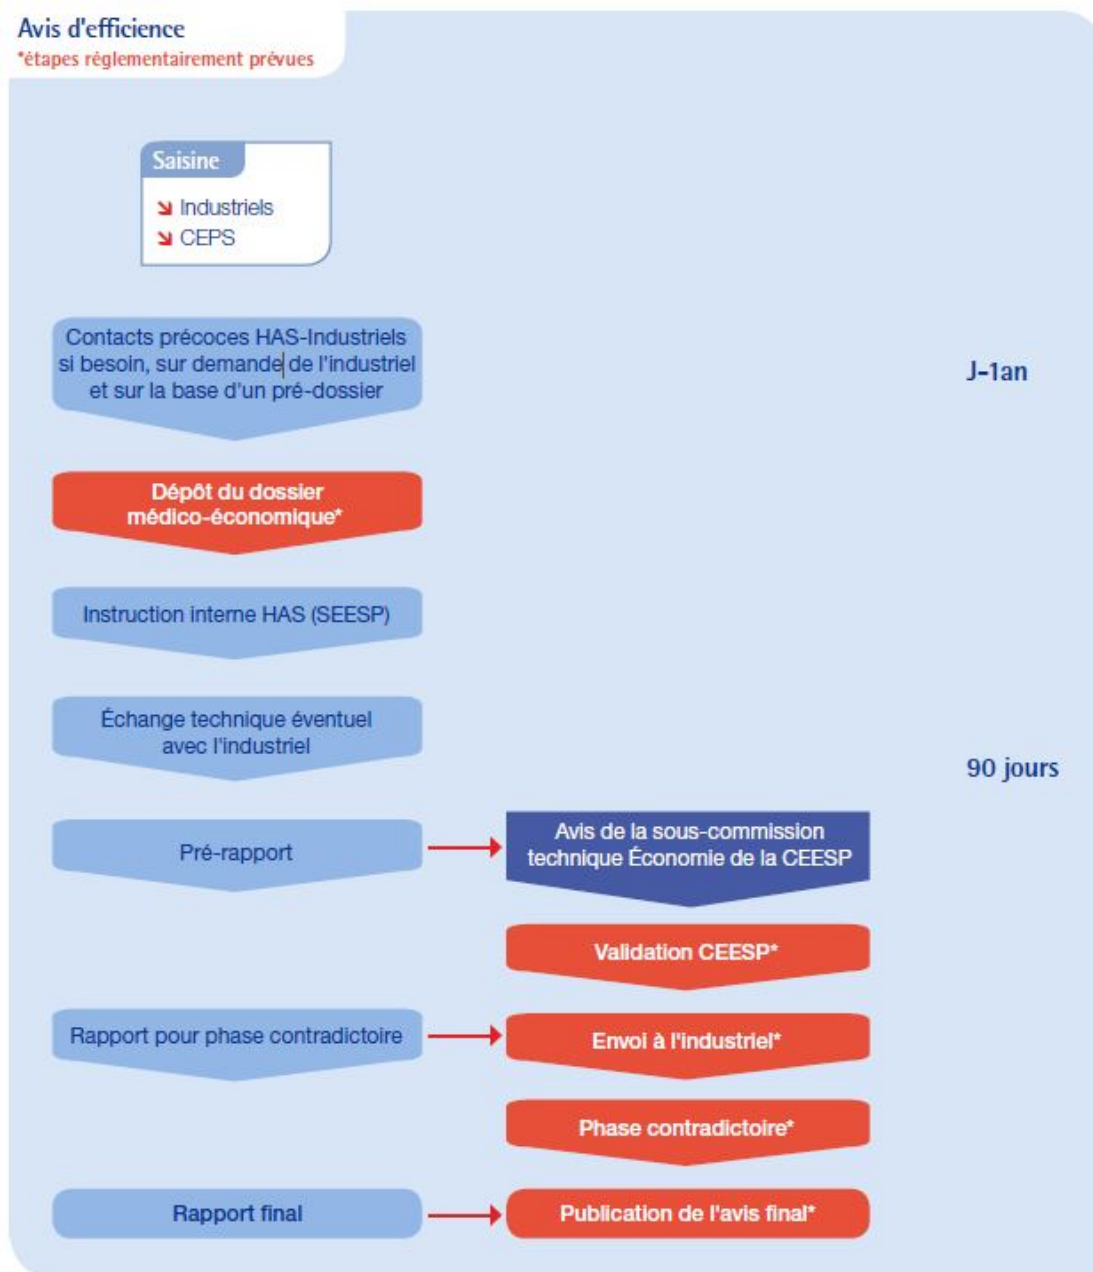 Avis d'efficience
*étapes réglementairement prévues
Saisine
Industriels
CEPS
Contacts précoces HAS-Industriels
si besoin, sur demande de l'industriel
et sur la base d'un pré-dossier
J-1an
Dépôt du dossier
médico-économique*
Instruction interne HAS (SEESP)
Échange technique éventuel
avec l'industriel
90 jours
Pré-rapport
Avis de la sous-commission
technique Économie de la CEESP
Validation CEESP*
Rapport pour phase contradictoire
Envoi à l'industriel*
Phase contradictoire*
Rapport final
Publication de l'avis final*